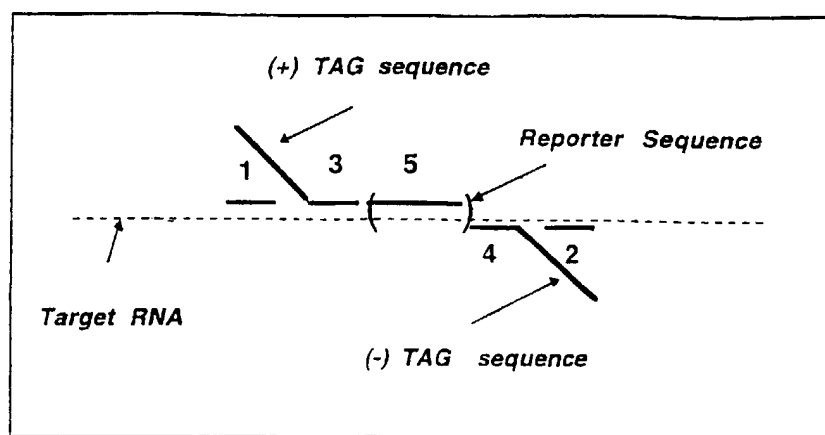 (+) TAG sequence
Reporter Sequence
1 3 5
4 2
Target RNA
(-) TAG sequence